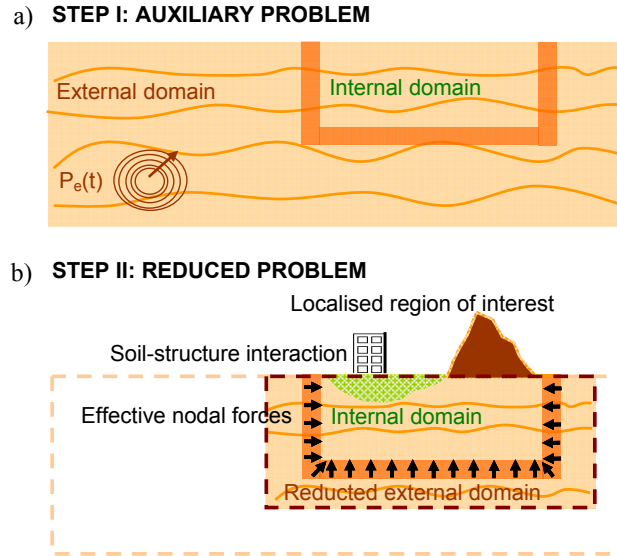 a) STEP I: AUXILIARY PROBLEM
External domain
Internal domain
Pe(t)
b) STEP II: REDUCED PROBLEM
Localised region of interest
Soil-structure interaction
Effective nodal forces
Internal domain
Reducted external domain